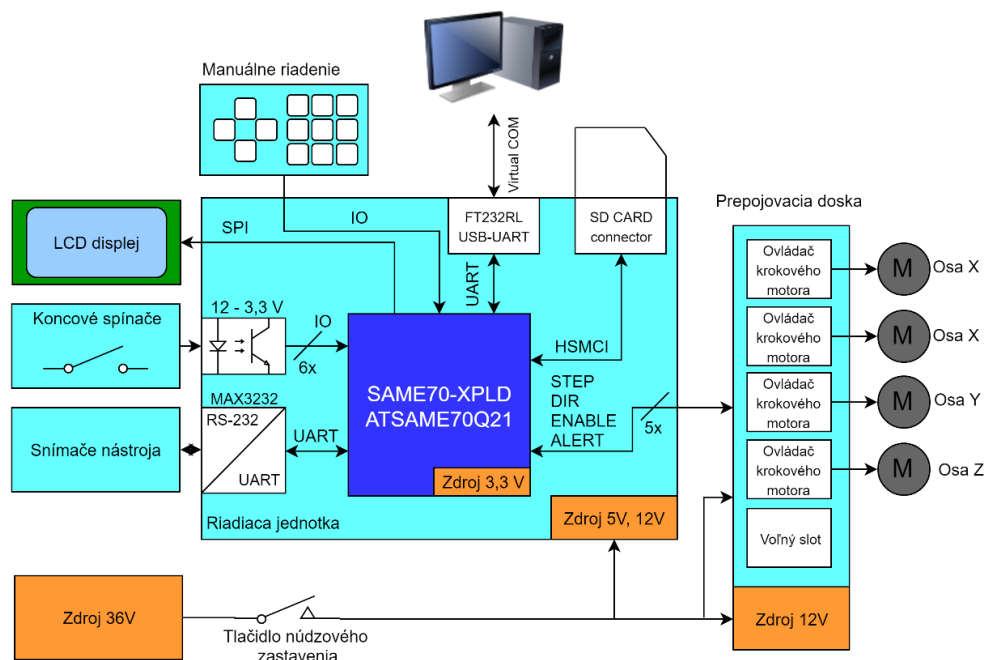 Manuálne riadenie
Virtual COM
LCD displej
SPI
IO
FT232RL
USB-UART
SD CARD
connector
Prepojovacia doska
Ovládač
krokového
motora
M
Osa X
Ovládač
krokového
motora
M
Osa X
Ovládač
krokového
motora
M
Osa Y
Ovládač
krokového
motora
M
Osa Z
Voľný slot
Zdroj 12V
Koncové spínače
12 - 3,3 V
IO
6x
UART
HSMCI
SAME70-XPLD
ATSAME70Q21
STEP
DIR
ENABLE
ALERT
5x
Snímače nástroja
MAX3232
RS-232
UART
UART
Zdroj 3,3 V
Riadiaca jednotka
Zdroj 5V, 12V
Zdroj 36V
Tlačidlo núdzového
zastavenia